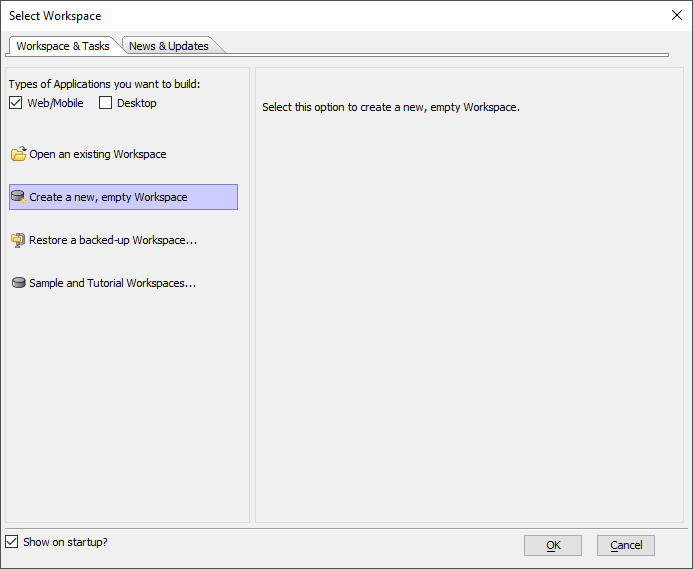 Select Workspace
Workspace & Tasks
News & Updates
Types of Applications you want to build:
Web/Mobile
Desktop
Open an existing Workspace
Create a new, empty Workspace
Restore a backed-up Workspace...
Sample and Tutorial Workspaces...
Select this option to create a new, empty Workspace.
Show on startup?
OK
Cancel